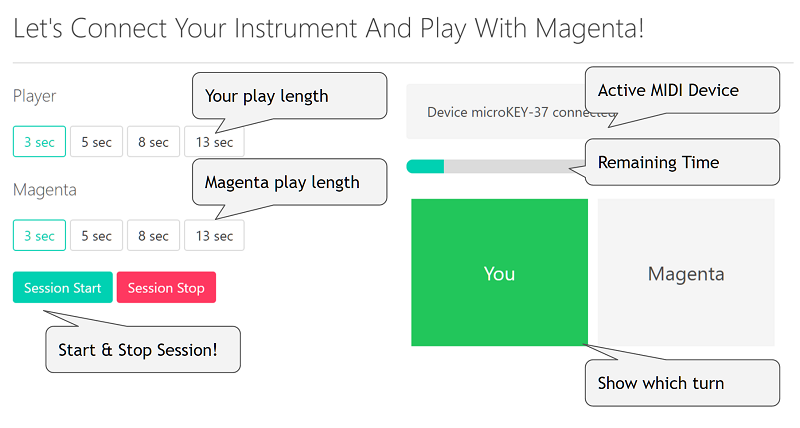 Let's Connect Your Instrument And Play With Magenta!
Player
Your play length
3 sec 5 sec 8 sec 13 sec
Magenta
Magenta play length
3 sec 5 sec 8 sec 13 sec
Session Start Session Stop
Start & Stop Session!
Active MIDI Device
Device microKEY-37 connected
Remaining Time
You Magenta
Show which turn